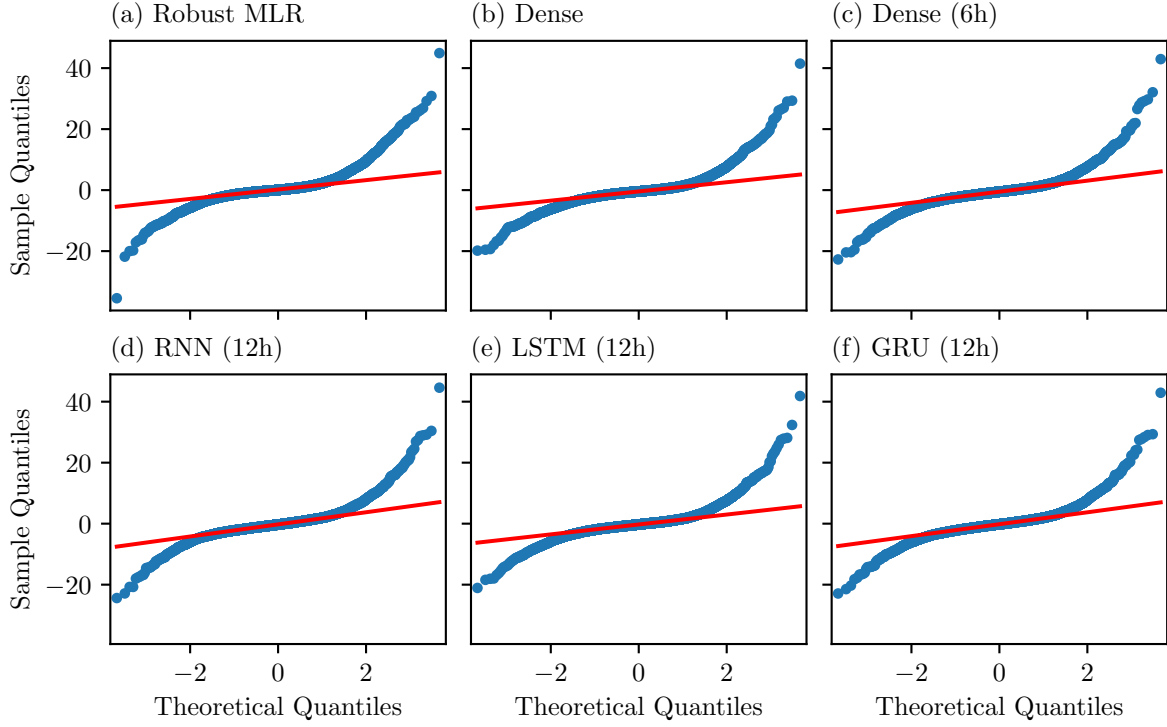 (a) Robust MLR
(b) Dense
(c) Dense (6h)
Sample Quantiles
40
20
0
−20
(d) RNN (12h)
(e) LSTM (12h)
(f) GRU (12h)
Sample Quantiles
40
20
0
−20
−2
0
2
−2
0
2
−2
0
2
Theoretical Quantiles
Theoretical Quantiles
Theoretical Quantiles